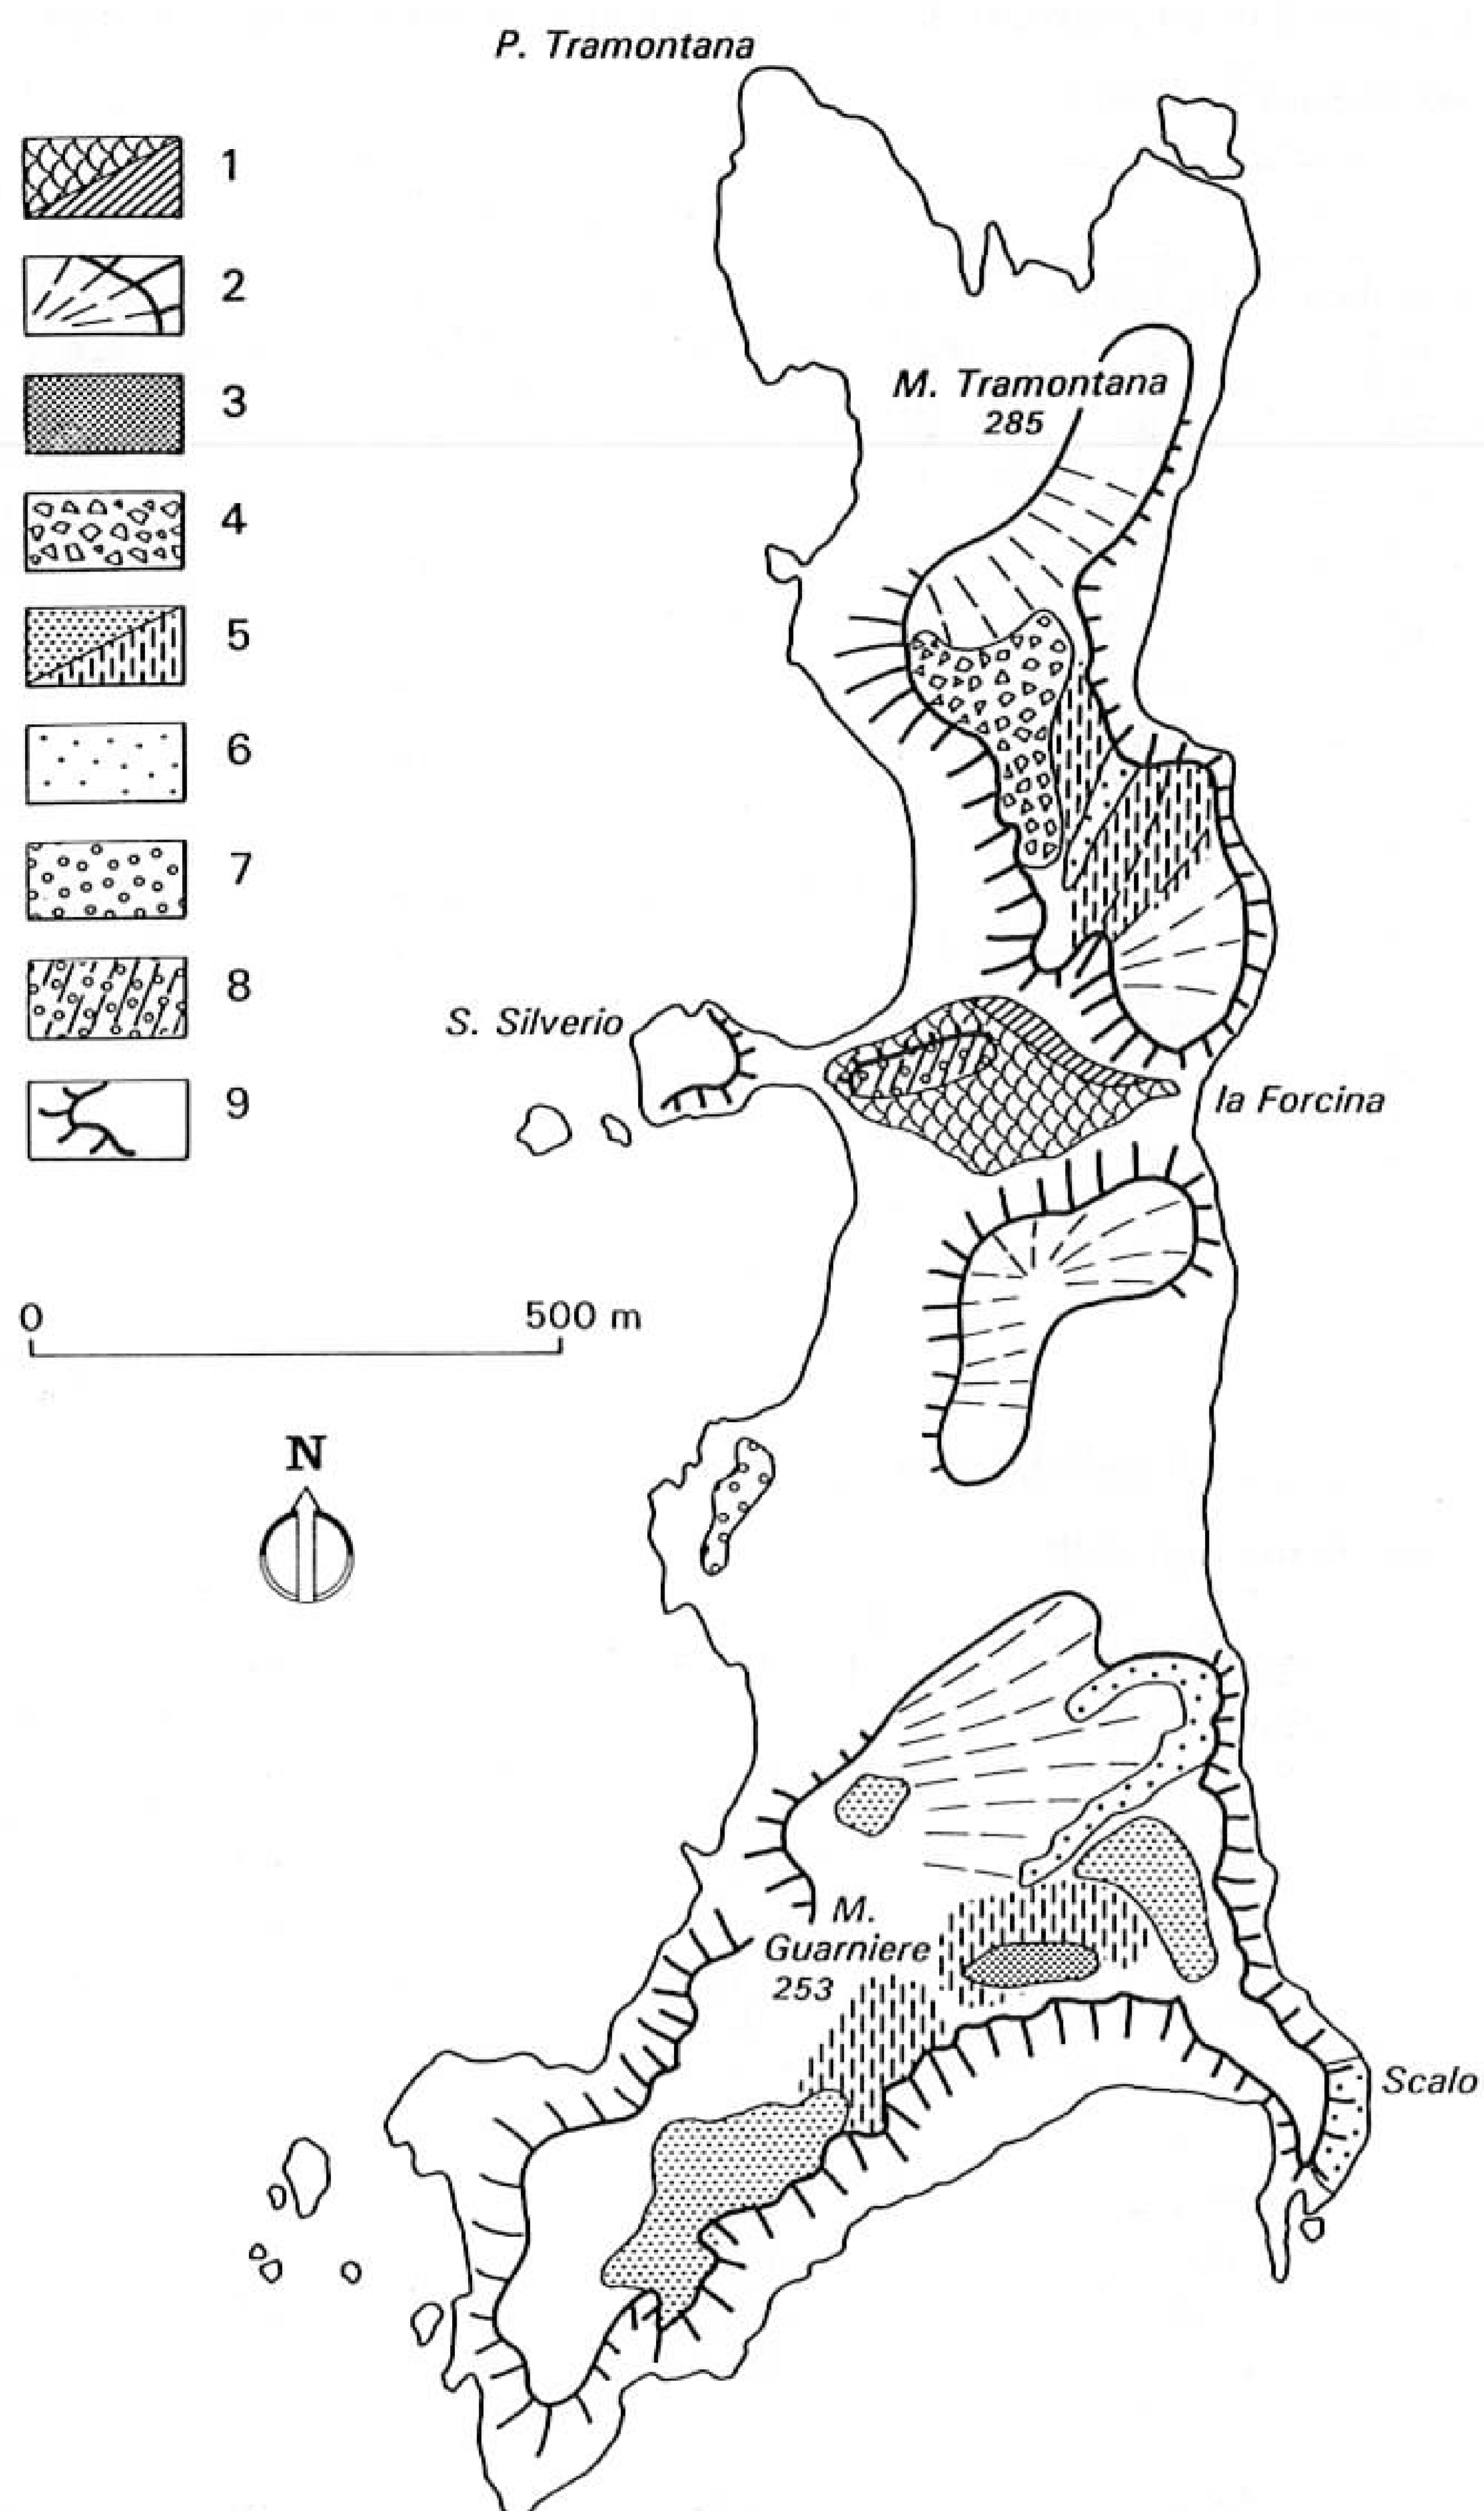 P. Tramontana
1
2
3
4
5
6
7
8
9
M. Tramontana
285
S. Silverio
la Forcina
0 500 m
N
M.
Guarniere
253
Scalo